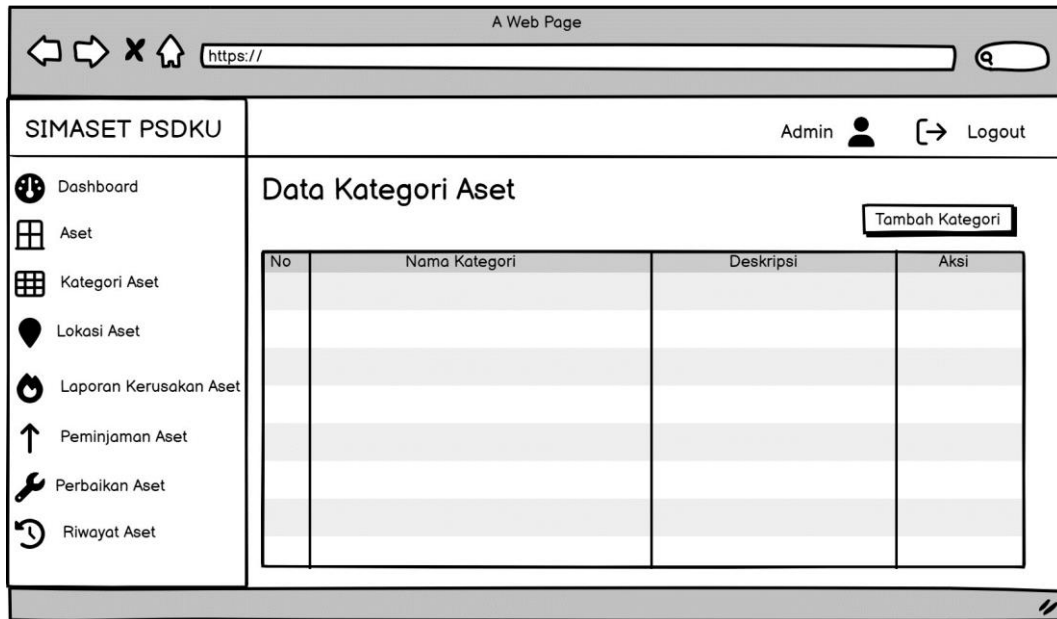 A Web Page
https://
SIMASET PSDKU
Admin
Logout
Dashboard
Aset
Kategori Aset
Lokasi Aset
Laporan Kerusakan Aset
Peminjaman Aset
Perbaikan Aset
Riwayat Aset
Data Kategori Aset
Tambah Kategori
No Nama Kategori Deskripsi Aksi